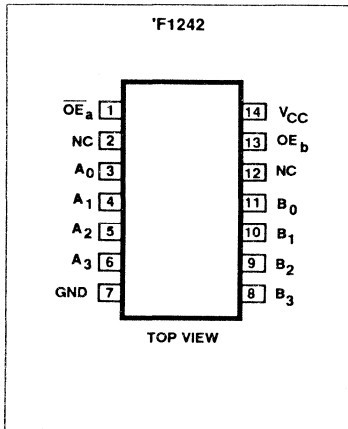 'F1242
OEa 1 14 VCC
NC 2 13 OEb
A0 3 12 NC
A1 4 11 B0
A2 5 10 B1
A3 6 9 B2
GND 7 8 B3
TOP VIEW